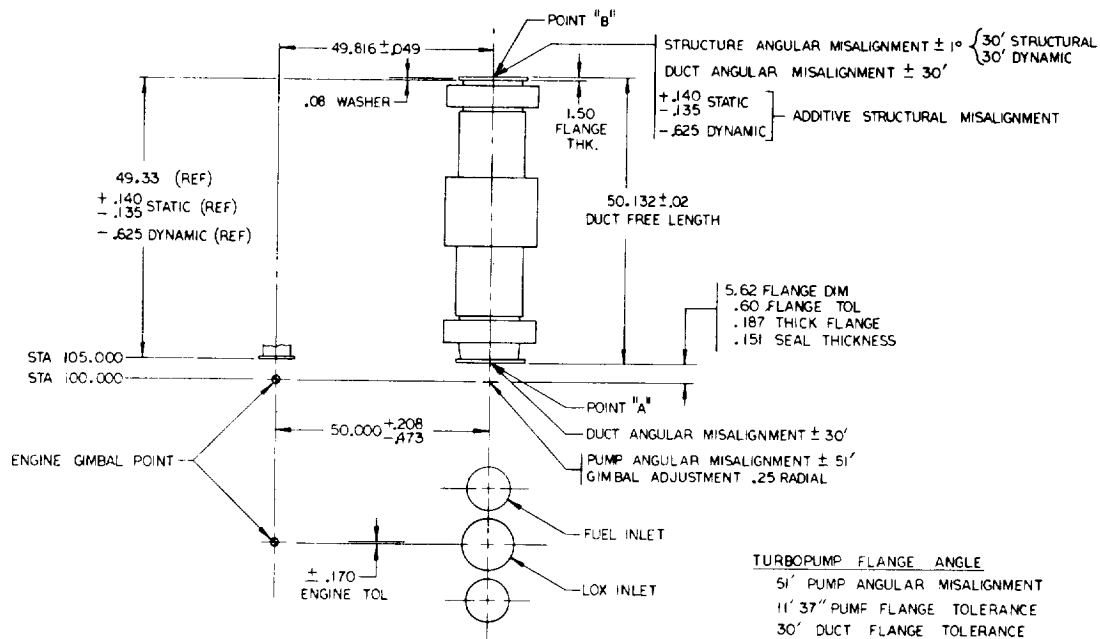 POINT "B"
49.816 ± .049
STRUCTURE ANGULAR MISALIGNMENT ± 1° { 30' STRUCTURAL
30' DYNAMIC
DUCT ANGULAR MISALIGNMENT ± 30'
.08 WASHER
+.140 STATIC
-.135
-.625 DYNAMIC
ADDITIVE STRUCTURAL MISALIGNMENT
1.50
FLANGE
THK.
49.33 (REF)
+ .140
- .135 STATIC (REF)
- .625 DYNAMIC (REF)
50.132 ± .02
DUCT FREE LENGTH
5.62 FLANGE DIM
.60 FLANGE TOL
.187 THICK FLANGE
.151 SEAL THICKNESS
STA 105.000
STA 100.000
POINT "A"
50.000 +.208
-.473
DUCT ANGULAR MISALIGNMENT ± 30'
ENGINE GIMBAL POINT
PUMP ANGULAR MISALIGNMENT ± 51'
GIMBAL ADJUSTMENT .25 RADIAL
FUEL INLET
± .170
ENGINE TOL
LOX INLET
TURBOPUMP FLANGE ANGLE
51' PUMP ANGULAR MISALIGNMENT
11' 37" PUMP FLANGE TOLERANCE
30' DUCT FLANGE TOLERANCE